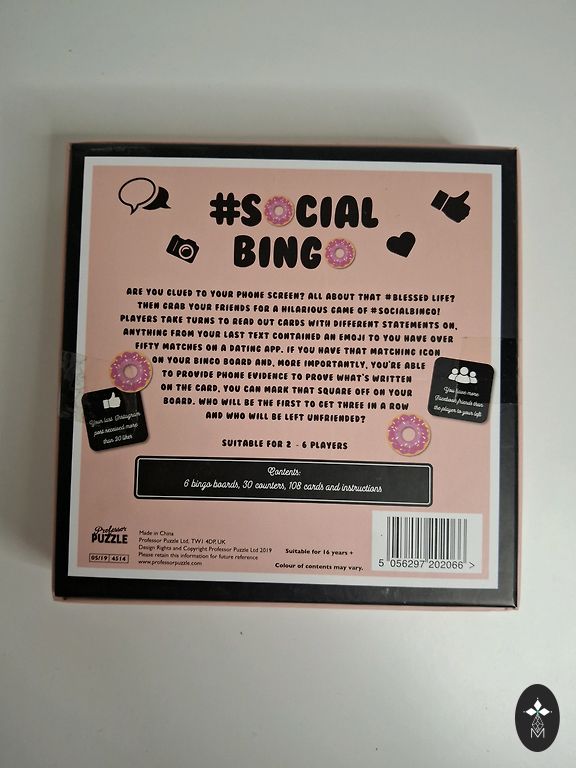 #SOCIAL
BINGO
ARE YOU GLUED TO YOUR PHONE SCREEN? ALL ABOUT THAT #BLESSED LIFE?
THEN GRAB YOUR FRIENDS FOR A HILARIOUS GAME OF #SOCIALBINGO!
PLAYERS TAKE TURNS TO READ OUT CARDS WITH DIFFERENT STATEMENTS ON,
ANYTHING FROM YOUR LAST TEXT CONTAINED AN EMOJI TO YOU HAVE OVER
FIFTY MATCHES ON A DATING APP. IF YOU HAVE THAT MATCHING ICON
ON YOUR BINGO BOARD AND, MORE IMPORTANTLY, YOU'RE ABLE
TO PROVIDE PHONE EVIDENCE TO PROVE WHAT'S WRITTEN
ON THE CARD, YOU CAN MARK THAT SQUARE OFF ON YOUR
BOARD. WHO WILL BE THE FIRST TO GET THREE IN A ROW
AND WHO WILL BE LEFT UNFRIENDED?
Your last Instagram
post received more
than 20 likes
You have more
Facebook friends than
the player to your left
SUITABLE FOR 2 - 6 PLAYERS
Contents:
6 bingo boards, 30 counters, 108 cards and instructions
Professor
PUZZLE
05/19 4514
Made in China
Professor Puzzle Ltd, TW1 4DP, UK
Design Rights and Copyright Professor Puzzle Ltd 2019
Please retain this information for future reference
www.professorpuzzle.com
Suitable for 16 years +
Colour of contents may vary.
5 056297 202066 >
M